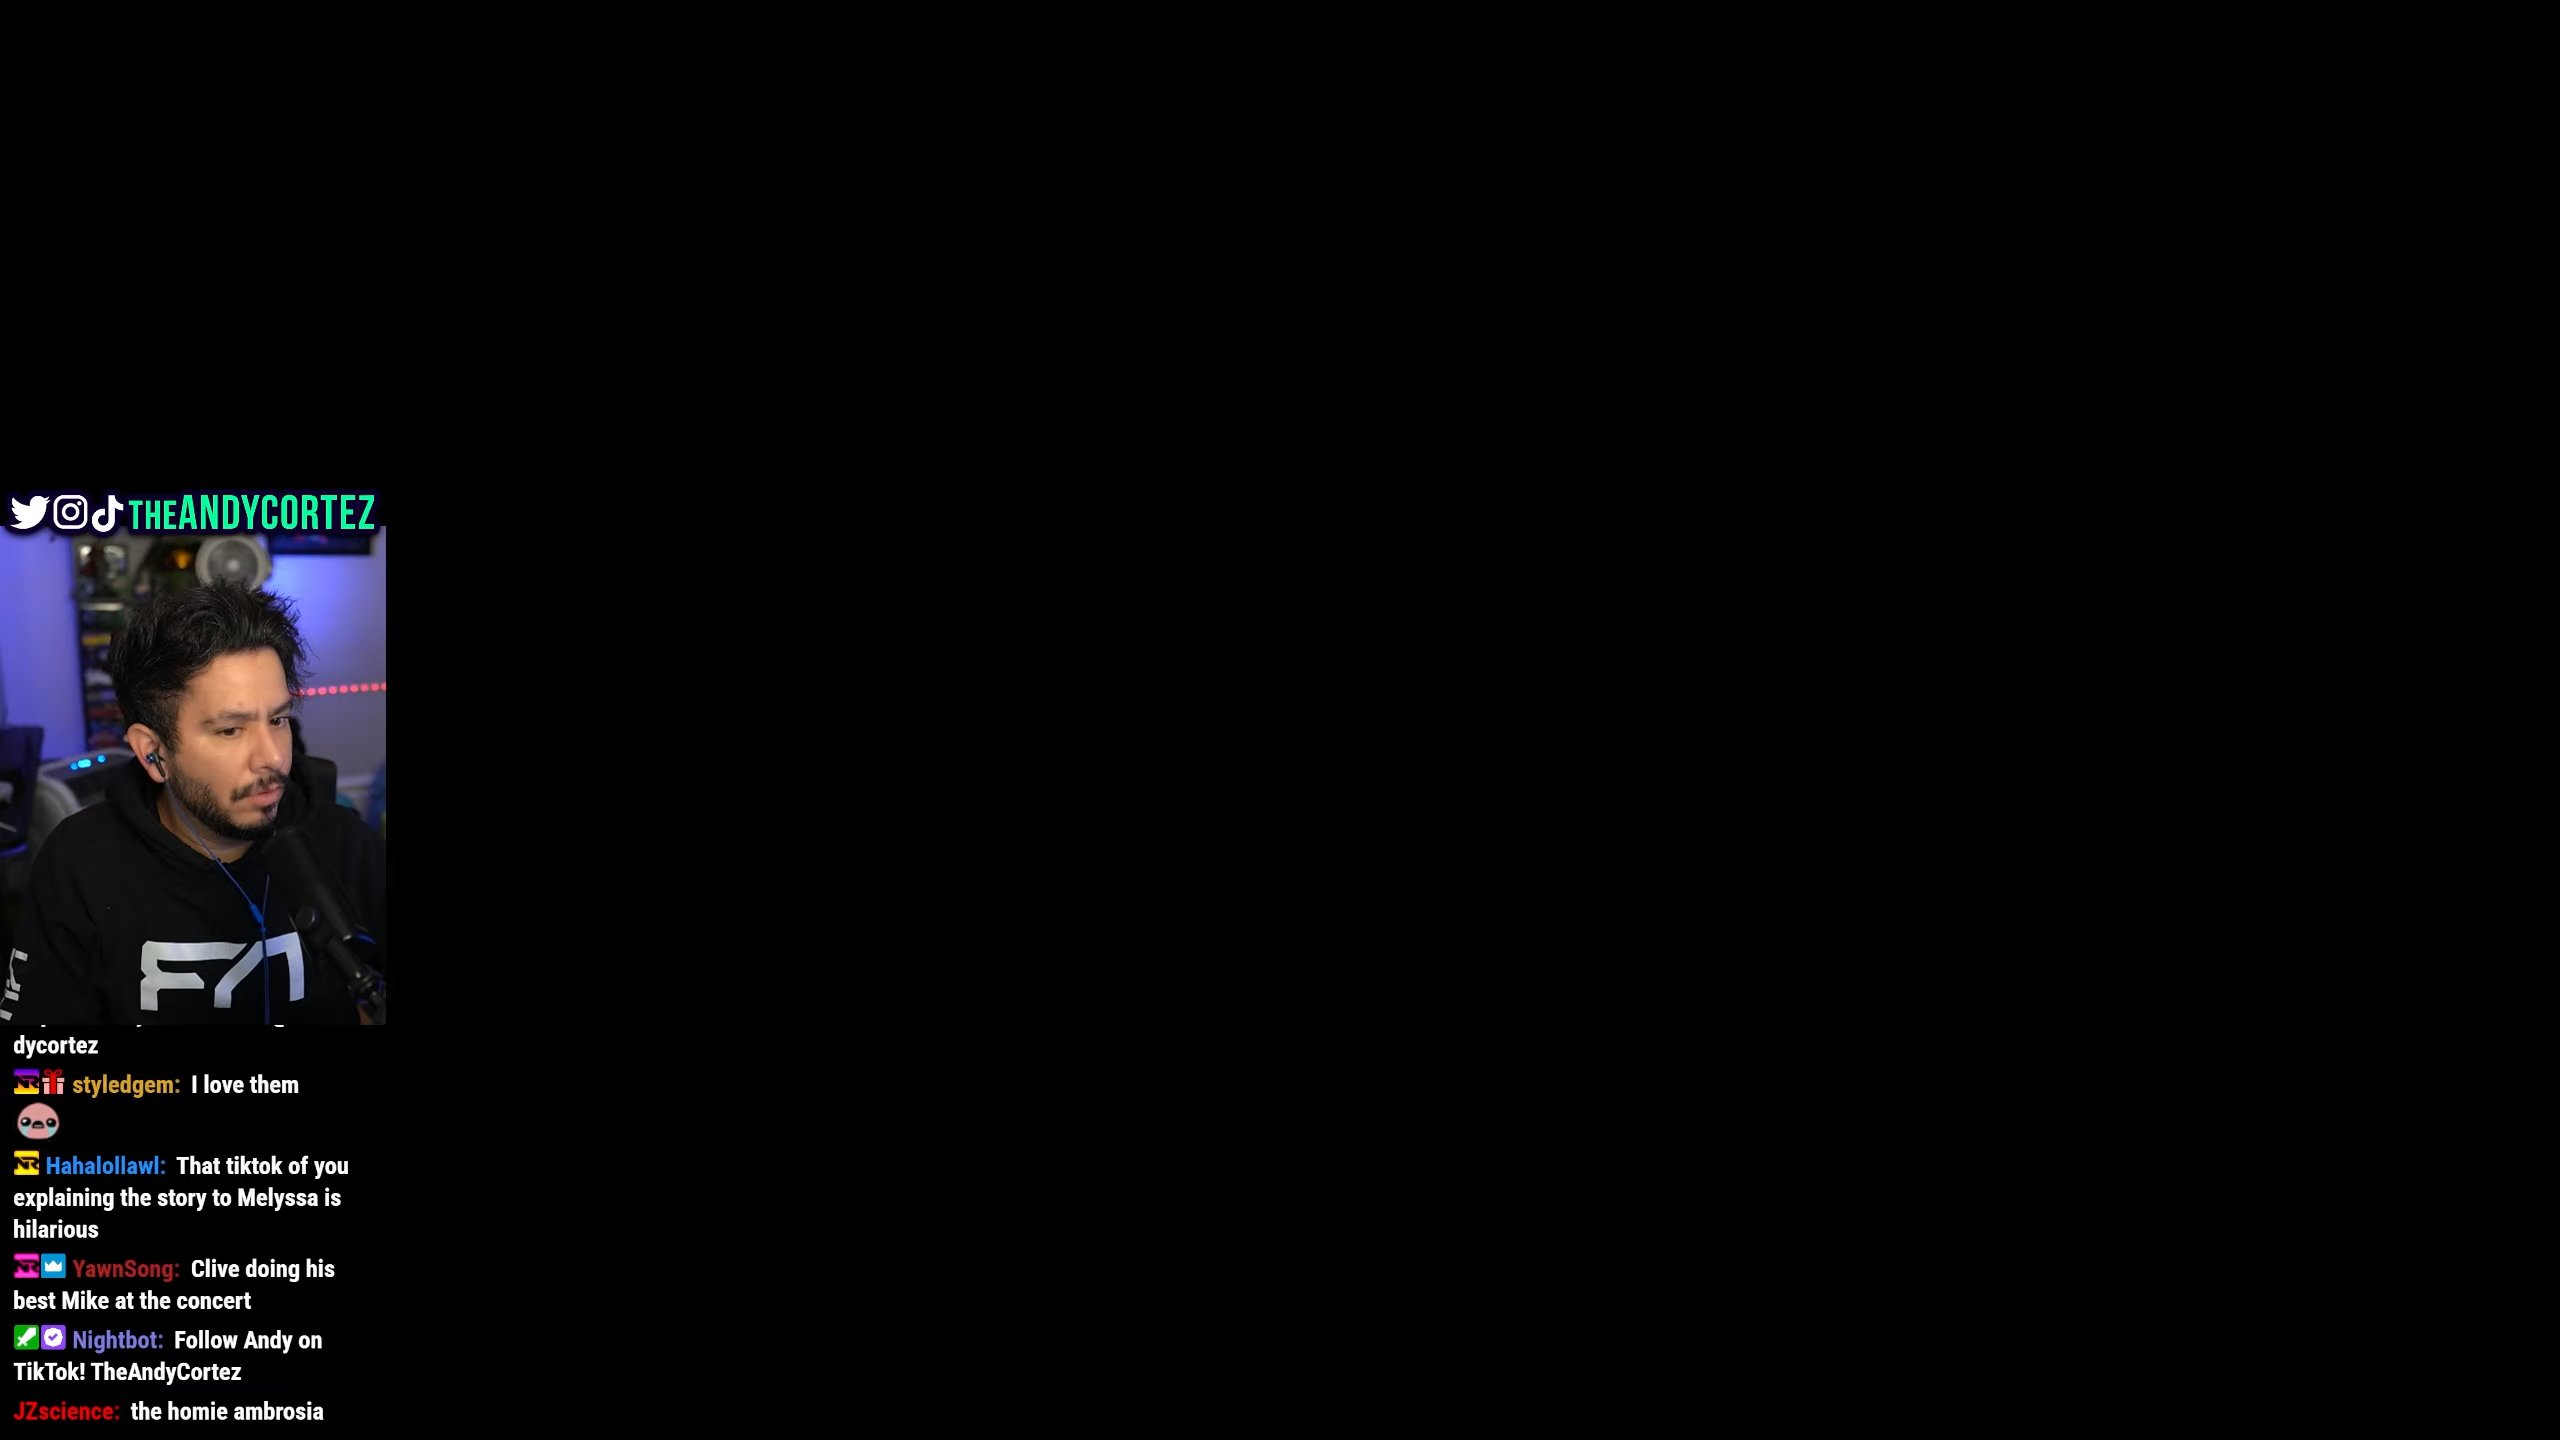 THEANDYCORTEZ
FN
dycortez
styledgem: I love them
Hahalollawl: That tiktok of you
explaining the story to Melyssa is
hilarious
YawnSong: Clive doing his
best Mike at the concert
Nightbot: Follow Andy on
TikTok! TheAndyCortez
JZscience: the homie ambrosia